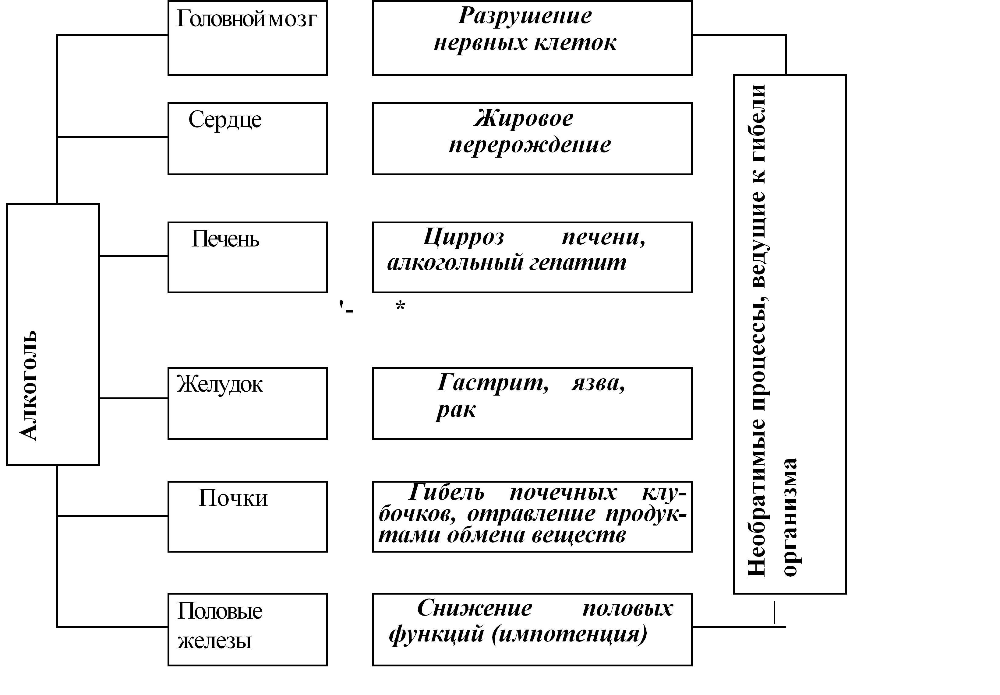 Головной мозг
Разрушение
нервных клеток
Сердце
Жировое
перерождение
Печень
Цирроз печени,
алкогольный гепатит
'- *
Алкоголь
Желудок
Гастрит, язва,
рак
Почки
Гибель почечных клу-
бочков, отравление продук-
тами обмена веществ
Половые
железы
Снижение половых
функций (импотенция)
Необратимые процессы, ведущие к гибели
организма